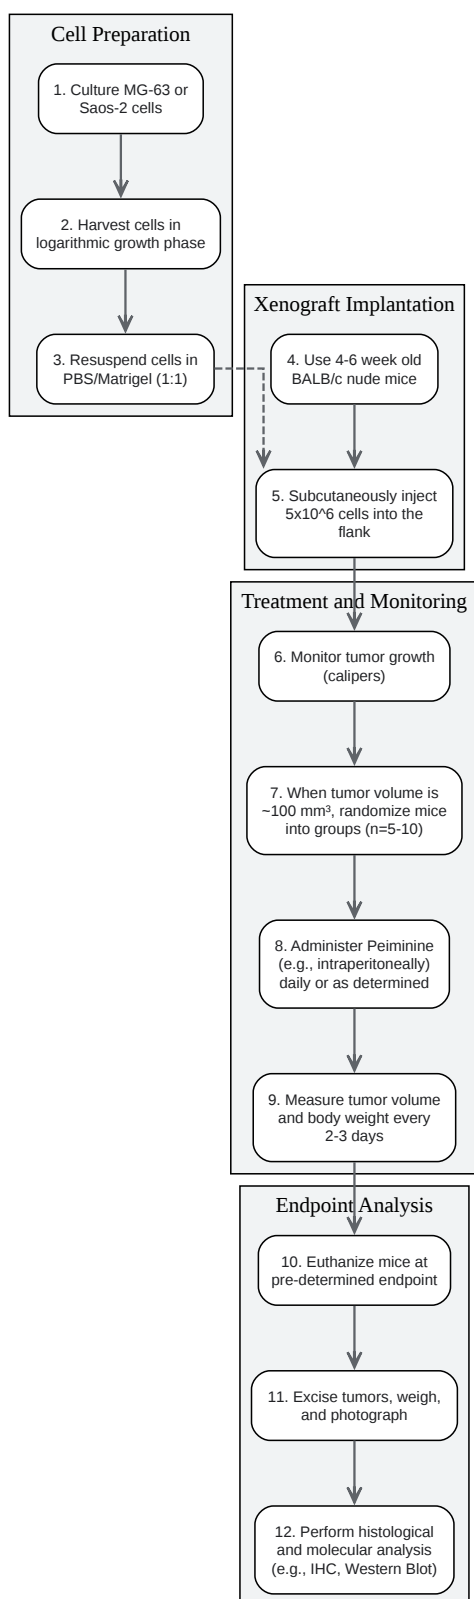 Cell Preparation
1. Culture MG-63 or
Saos-2 cells
2. Harvest cells in
logarithmic growth phase
3. Resuspend cells in
PBS/Matrigel (1:1)
Xenograft Implantation
4. Use 4-6 week old
BALB/c nude mice
5. Subcutaneously inject
5x10^6 cells into the
flank
Treatment and Monitoring
6. Monitor tumor growth
(calipers)
7. When tumor volume is
~100 mm³, randomize mice
into groups (n=5-10)
8. Administer Peiminine
(e.g., intraperitoneally)
daily or as determined
9. Measure tumor volume
and body weight every
2-3 days
Endpoint Analysis
10. Euthanize mice at
pre-determined endpoint
11. Excise tumors, weigh,
and photograph
12. Perform histological
and molecular analysis
(e.g., IHC, Western Blot)